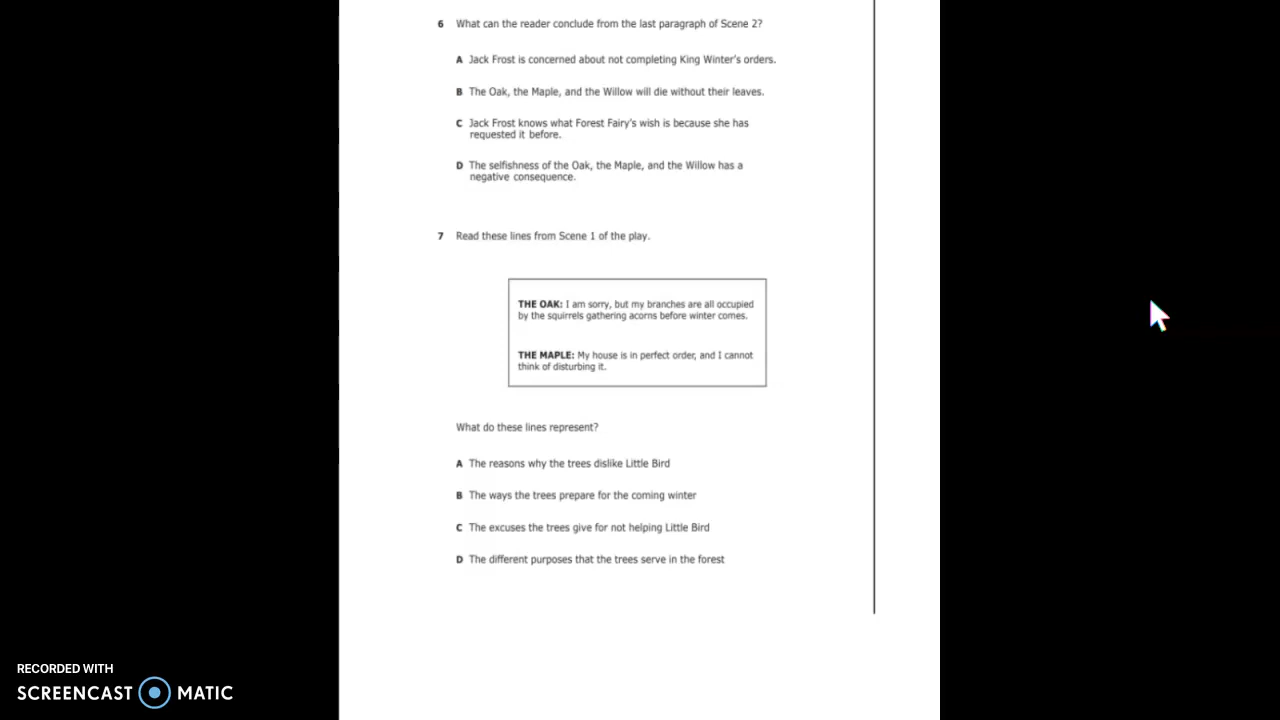 6 What can the reader conclude from the last paragraph of Scene 2?
A Jack Frost is concerned about not completing King Winter's orders.
B The Oak, the Maple, and the Willow will die without their leaves.
C Jack Frost knows what Forest Fairy's wish is because she has
requested it before.
D The selfishness of the Oak, the Maple, and the Willow has a
negative consequence.
7 Read these lines from Scene 1 of the play.
THE OAK: I am sorry, but my branches are all occupied
by the squirrels gathering acorns before winter comes.
THE MAPLE: My house is in perfect order, and I cannot
think of disturbing it.
What do these lines represent?
A The reasons why the trees dislike Little Bird
B The ways the trees prepare for the coming winter
C The excuses the trees give for not helping Little Bird
D The different purposes that the trees serve in the forest
RECORDED WITH
SCREENCAST MATIC